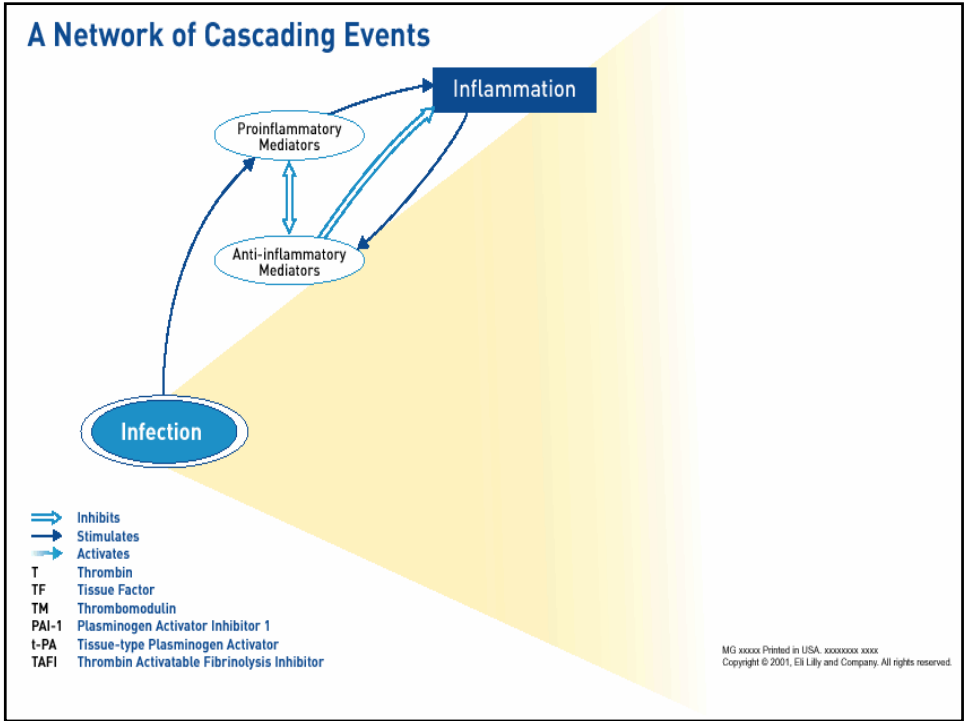 A Network of Cascading Events
Inflammation
Proinflammatory
Mediators
Anti-inflammatory
Mediators
Infection
Inhibits
Stimulates
Activates
T Thrombin
TF Tissue Factor
TM Thrombomodulin
PAI-1 Plasminogen Activator Inhibitor 1
t-PA Tissue-type Plasminogen Activator
TAFI Thrombin Activatable Fibrinolysis Inhibitor
MG xxxxx Printed in USA. xxxxxxxx xxxx
Copyright © 2001, Eli Lilly and Company. All rights reserved.